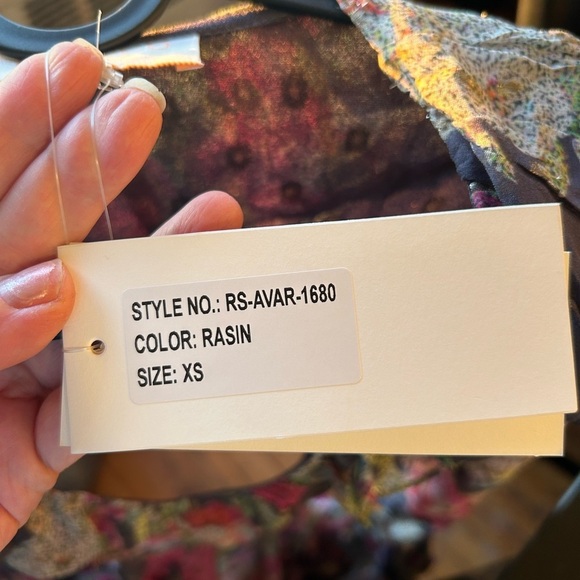 STYLE NO.: RS-AVAR-1680
COLOR: RASIN
SIZE: XS